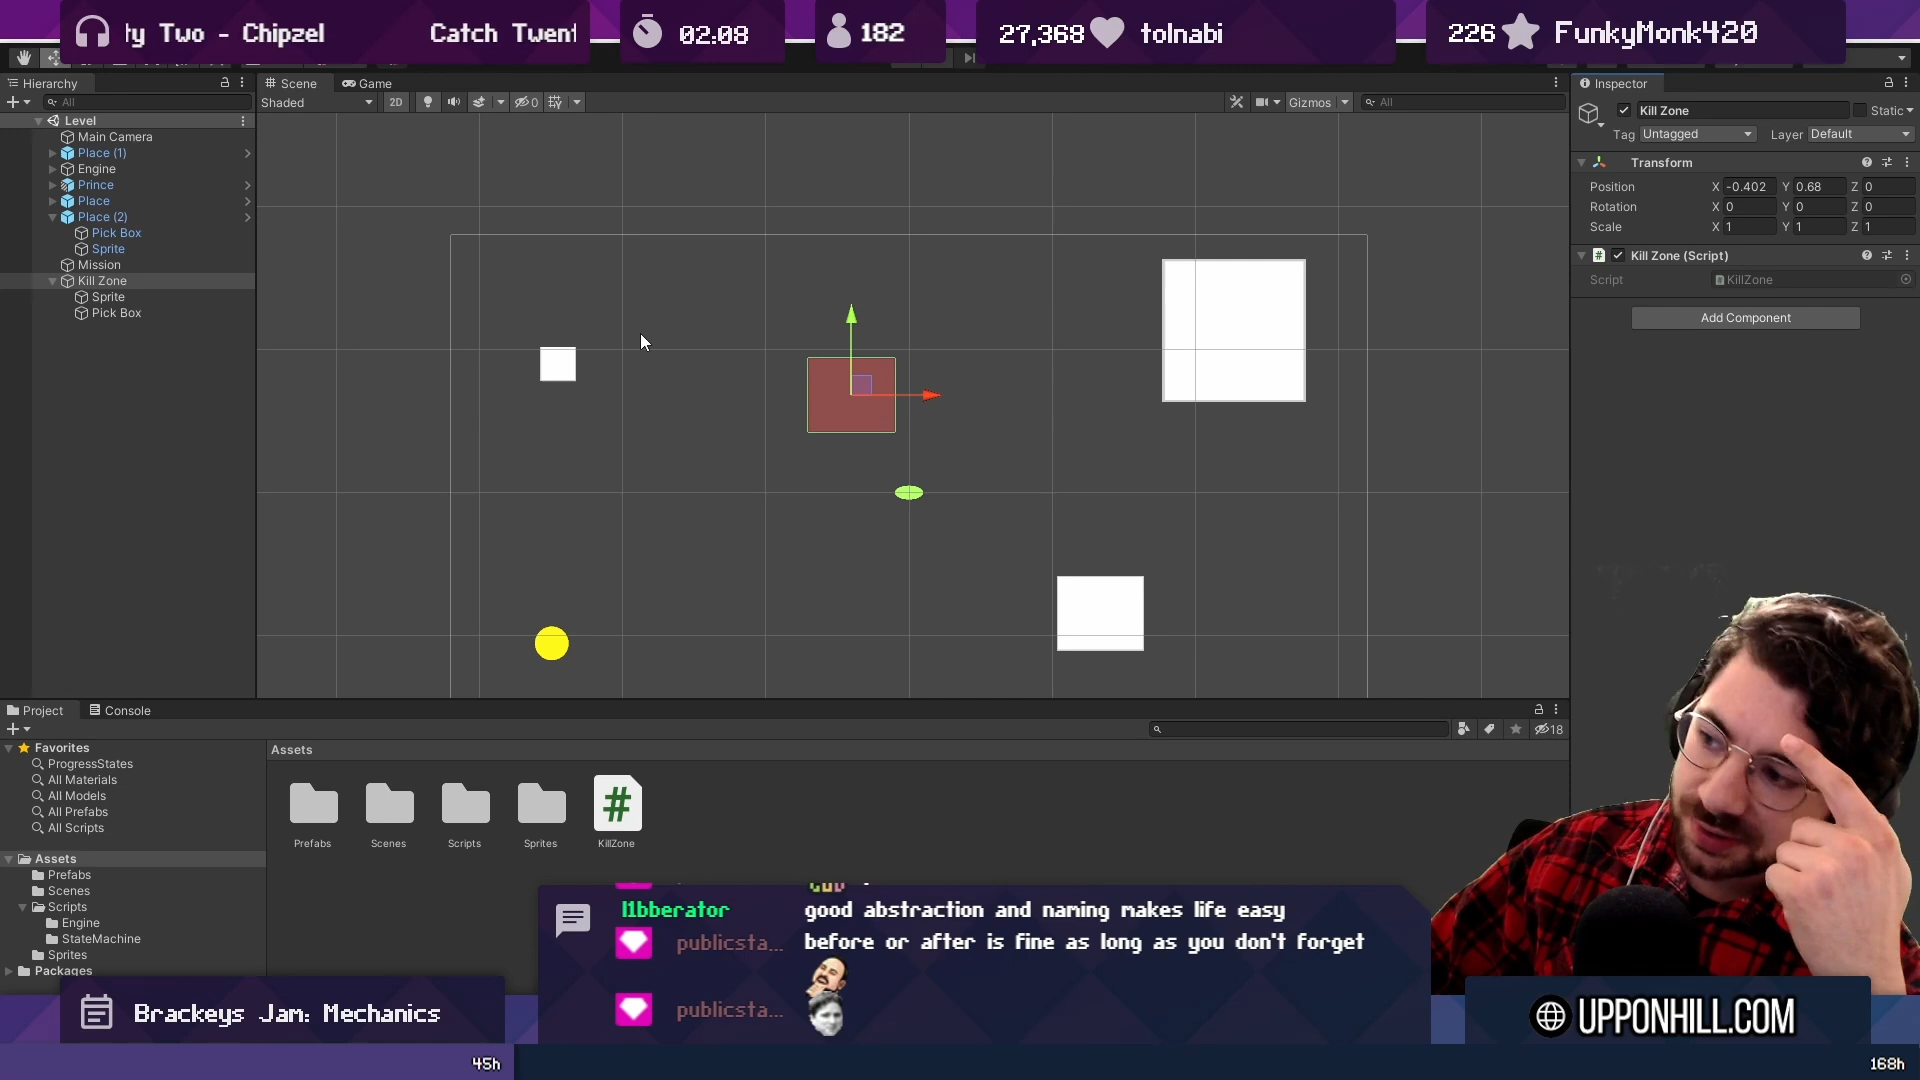 ty Two - Chipzel
Catch Twent
02:08
182
27,368 tolnabi
226 FunkyMonk420
Hierarchy
All
Level
Main Camera
Place (1)
Engine
Prince
Place
Place (2)
Pick Box
Sprite
Mission
Kill Zone
Sprite
Pick Box
Scene
Game
Shaded
2D
0
Gizmos
All
Inspector
Kill Zone
Static
Tag Untagged
Layer Default
Transform
Position X -0.402 Y 0.68 Z 0
Rotation X 0 Y 0 Z 0
Scale X 1 Y 1 Z 1
Kill Zone (Script)
Script KillZone
Add Component
Project
Console
18
Favorites
ProgressStates
All Materials
All Models
All Prefabs
All Scripts
Assets
Prefabs
Scenes
Scripts
Engine
StateMachine
Sprites
Packages
Assets
Prefabs
Scenes
Scripts
Sprites
#
KillZone
l1bberator good abstraction and naming makes life easy
publicsta... before or after is fine as long as you don't forget
publicsta...
Brackeys Jam: Mechanics
UPPONHILL.COM
45h
168h